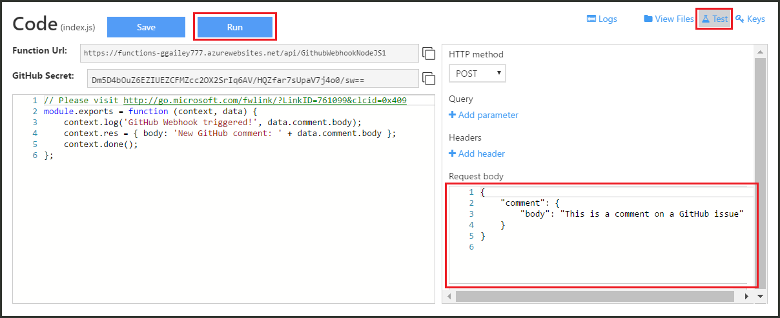 Code (index.js) Save Run Logs View Files Test Keys
Function Url: https://functions-ggailey777.azurewebsites.net/api/GithubWebhookNodeJS1
GitHub Secret: Dm5D4bOuZ6EZIUEZCFMZcc2OX2SrIq6AV/HQZfar7sUpaV7j4o0/sw==
1 // Please visit http://go.microsoft.com/fwlink/?LinkID=761099&clcid=0x409
2 module.exports = function (context, data) {
3 context.log('GitHub Webhook triggered!', data.comment.body);
4 context.res = { body: 'New GitHub comment: ' + data.comment.body };
5 context.done();
6 };
HTTP method
POST
Query
+ Add parameter
Headers
+ Add header
Request body
1 {
2 "comment": {
3 "body": "This is a comment on a GitHub issue"
4 }
5 }
6